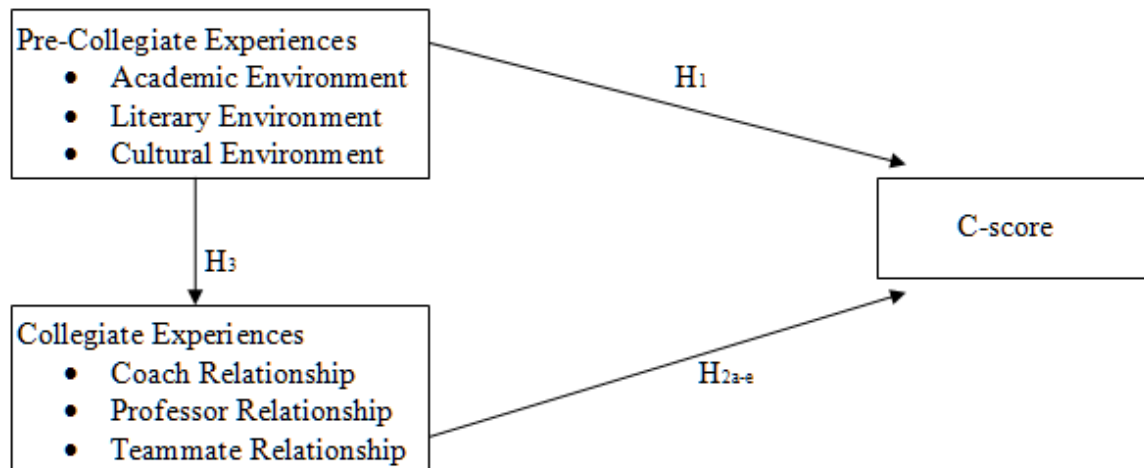 Pre-Collegiate Experiences
• Academic Environment
• Literary Environment
• Cultural Environment
H1
C-score
H3
Collegiate Experiences
• Coach Relationship
• Professor Relationship
• Teammate Relationship
H2a-e